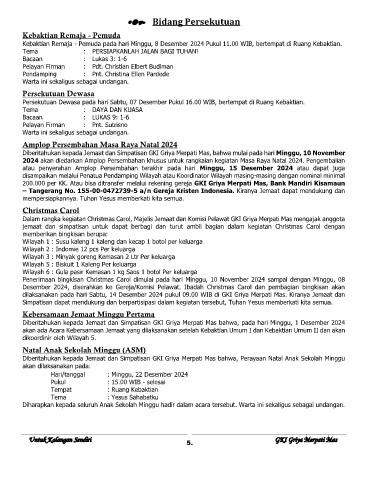 Bidang Persekutuan
Kebaktian Remaja - Pemuda
Kebaktian Remaja - Pemuda pada hari Minggu, 8 Desember 2024 Pukul 11.00 WIB, bertempat di Ruang Kebaktian.
Tema : PERSIAPKANLAH JALAN BAGI TUHAN!
Bacaan : Lukas 3: 1-6
Pelayan Firman : Pdt. Christian Elbert Budiman
Pendamping : Pnt. Christina Ellen Pardede
Warta ini sekaligus sebagai undangan.
Persekutuan Dewasa
Persekutuan Dewasa pada hari Sabtu, 07 Desember Pukul 16.00 WIB, bertempat di Ruang Kebaktian.
Tema : DAYA DAN KUASA
Bacaan : LUKAS 9: 1-6
Pelayan Firman : Pnt. Sutrisno
Warta ini sekaligus sebagai undangan.
Amplop Persembahan Masa Raya Natal 2024
Diberitahukan kepada Jemaat dan Simpatisan GKI Griya Merpati Mas, bahwa mulai pada hari Minggu, 10 November
2024 akan diedarkan Amplop Persembahan khusus untuk rangkaian kegiatan Masa Raya Natal 2024. Pengembalian
atau penyerahan Amplop Persembahan terakhir pada hari Minggu, 15 Desember 2024 atau dapat juga
disampaikan melalui Penatua Pendamping Wilayah atau Koordinator Wilayah masing-masing dengan nominal minimal
200.000 per KK. Atau bisa ditransfer melalui rekening gereja GKI Griya Merpati Mas, Bank Mandiri Kisamaun
– Tangerang No. 155-00-0472739-5 a/n Gereja Kristen Indonesia. Kiranya Jemaat dapat mendukung dan
mempersiapkannya. Tuhan Yesus memberkati kita semua.
Christmas Carol
Dalam rangka kegiatan Christmas Carol, Majelis Jemaat dan Komisi Pelawat GKI Griya Merpati Mas mengajak anggota
jemaat dan simpatisan untuk dapat berbagi dan turut ambil bagian dalam kegiatan Christmas Carol dengan
memberikan bingkisan berupa:
Wilayah 1 : Susu kaleng 1 kaleng dan kecap 1 botol per keluarga
Wilayah 2 : Indomie 12 pcs Per keluarga
Wilayah 3 : Minyak goreng Kemasan 2 Ltr Per keluarga
Wilayah 5 : Biskuit 1 Kaleng Per keluarga
Wilayah 6 : Gula pasir Kemasan 1 kg Saos 1 botol Per keluarga
Penerimaan bingkisan Christmas Carol dimulai pada hari Minggu, 10 November 2024 sampai dengan Minggu, 08
Desember 2024, diserahkan ke Gereja/Komisi Pelawat. Ibadah Christmas Carol dan pembagian bingkisan akan
dilaksanakan pada hari Sabtu, 14 Desember 2024 pukul 09.00 WIB di GKI Griya Merpati Mas. Kiranya Jemaat dan
Simpatisan dapat mendukung dan berpartisipasi dalam kegiatan tersebut, Tuhan Yesus memberkati kita semua.
Kebersamaan Jemaat Minggu Pertama
Diberitahukan kepada Jemaat dan Simpatisan GKI Griya Merpati Mas bahwa, pada hari Minggu, 1 Desember 2024
akan ada Acara Kebersamaan Jemaat yang dilaksanakan setelah Kebaktian Umum I dan Kebaktian Umum II dan akan
dikoordinir oleh Wilayah 5.
Natal Anak Sekolah Minggu (ASM)
Diberitahukan kepada Jemaat dan Simpatisan GKI Griya Merpati Mas bahwa, Perayaan Natal Anak Sekolah Minggu
akan dilaksanakan pada:
Hari/tanggal : Minggu, 22 Desember 2024
Pukul : 15.00 WIB - selesai
Tempat : Ruang Kebaktian
Tema : Yesus Sahabatku
Diharapkan kepada seluruh Anak Sekolah Minggu hadir dalam acara tersebut. Warta ini sekaligus sebagai undangan.
Untuk Kalangan Sendiri
5.
GKI Griya Merpati Mas